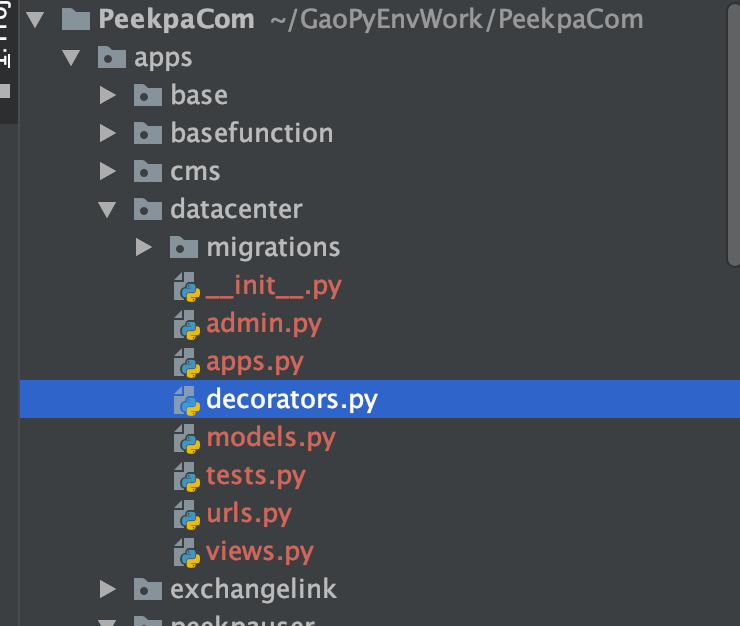 PeekpaCom ~/GaoPyEnvWork/PeekpaCom
apps
base
basefunction
cms
datacenter
migrations
__init__.py
admin.py
apps.py
decorators.py
models.py
tests.py
urls.py
views.py
exchangelink
peekpauser